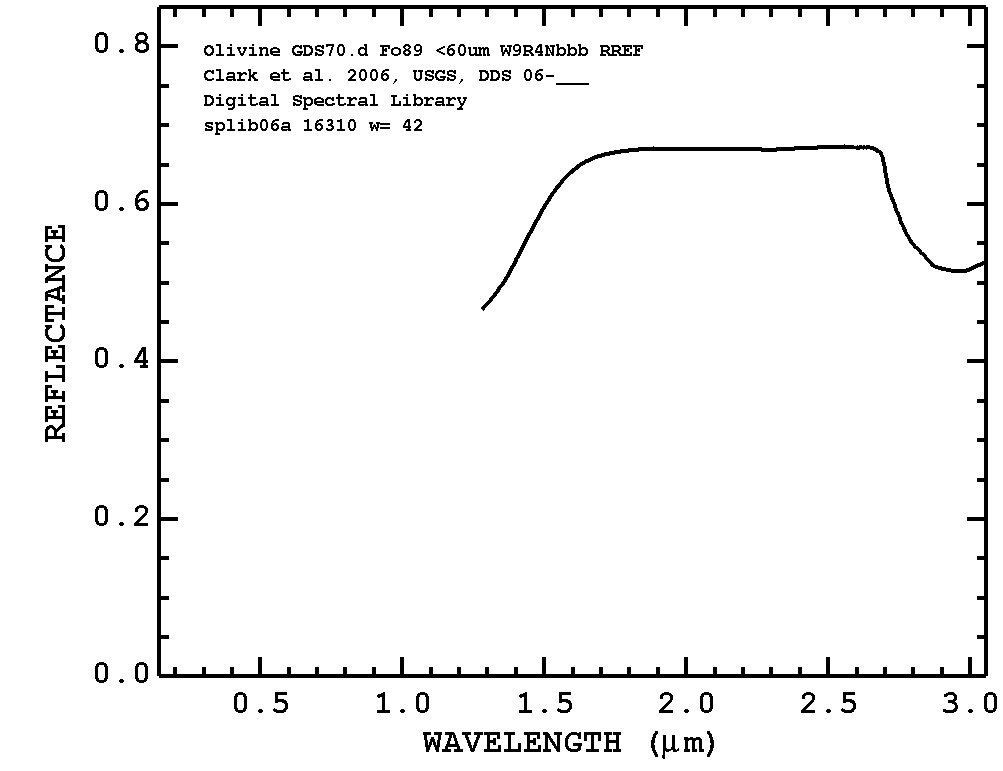 Olivine GDS70.d Fo89 <60um W9R4Nbbb RREF
Clark et al. 2006, USGS, DDS 06-___
Digital Spectral Library
splib06a 16310 w= 42
REFLECTANCE
0.8
0.6
0.4
0.2
0.0
0.5 1.0 1.5 2.0 2.5 3.0
WAVELENGTH (μm)